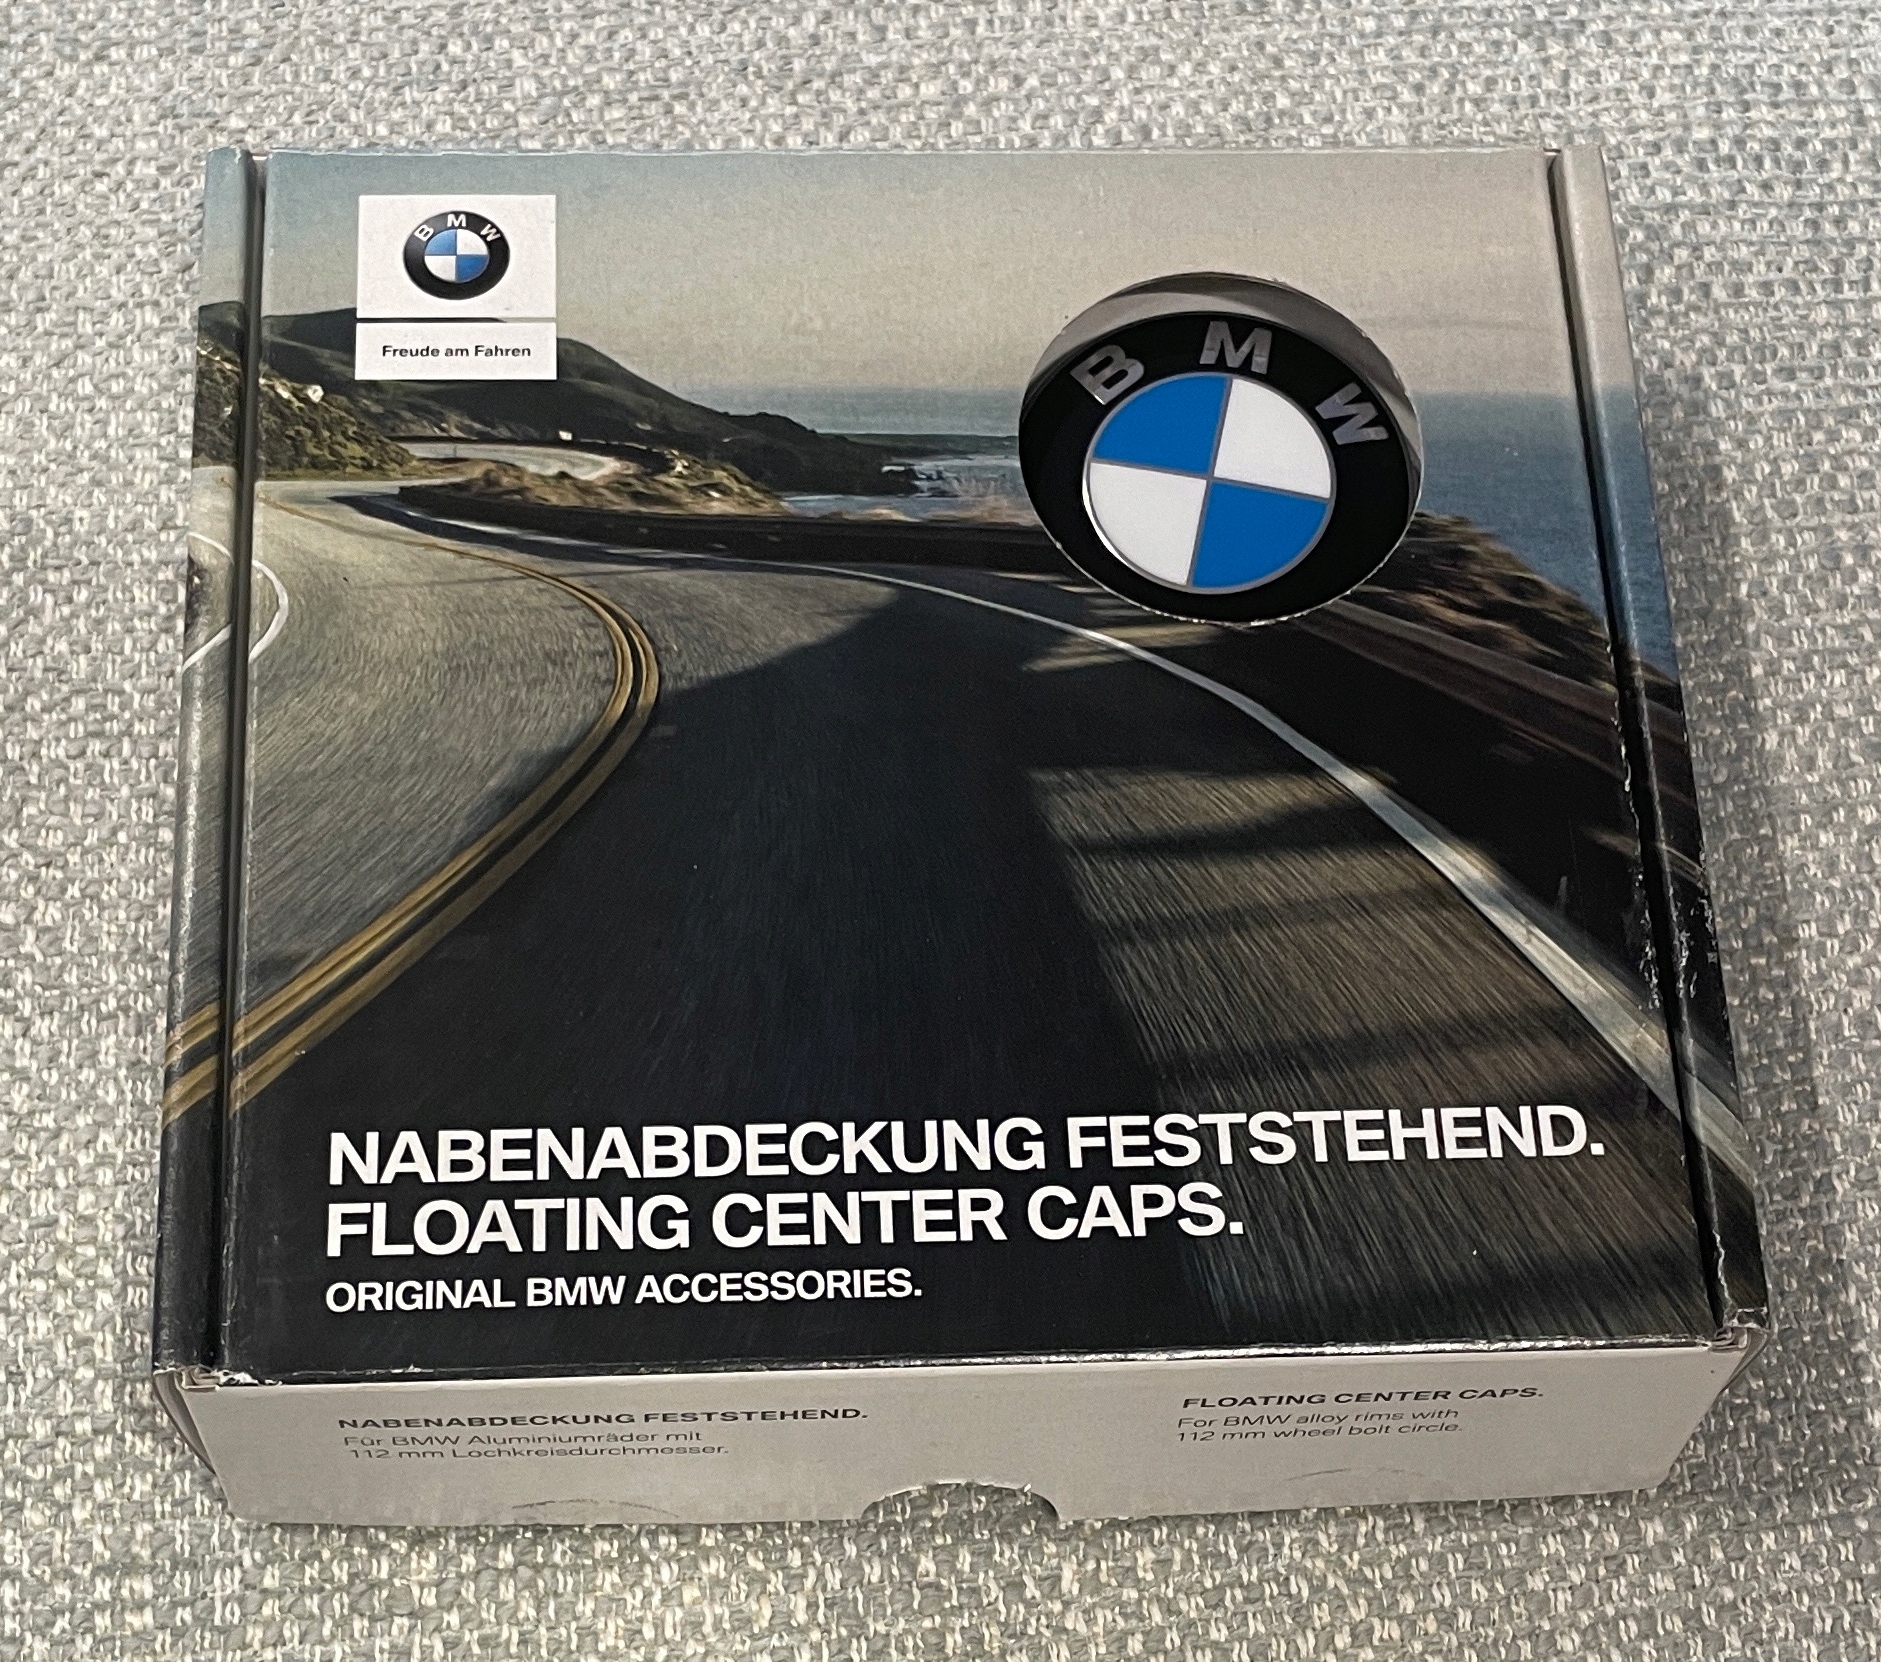 BMW
Freude am Fahren
BMW
NABENABDECKUNG FESTSTEHEND.
FLOATING CENTER CAPS.
ORIGINAL BMW ACCESSORIES.
NABENABDECKUNG FESTSTEHEND.
Für BMW Aluminiumräder mit
112 mm Lochkreisdurchmesser.
FLOATING CENTER CAPS.
For BMW alloy rims with
112 mm wheel bolt circle.